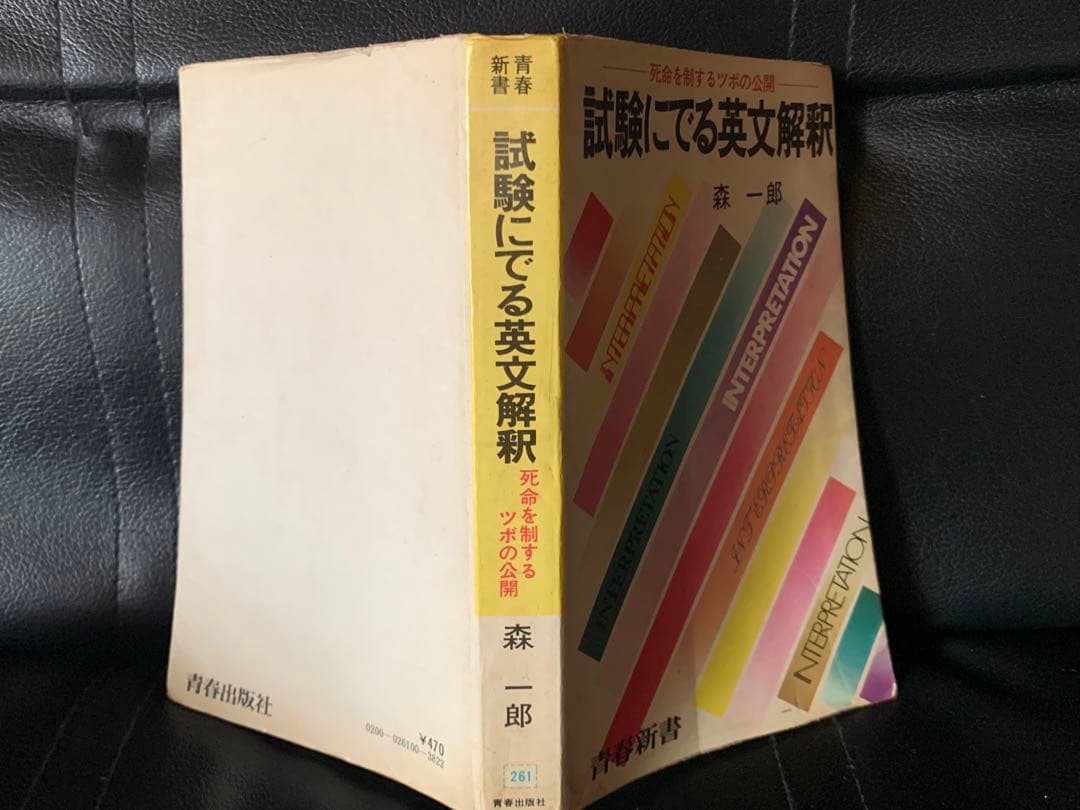 死命を制するツボの公開
試験にでる英文解釈
森 一郎
INTERPRETATION
INTERPRETATION
INTERPRETATION
INTERPRETATION
INTERPRETATION
青春新書
青春
新書
試験にでる英文解釈
死命を制する
ツボの公開
森 一郎
261
青春出版社
青春出版社
¥470
0200-026100-3822